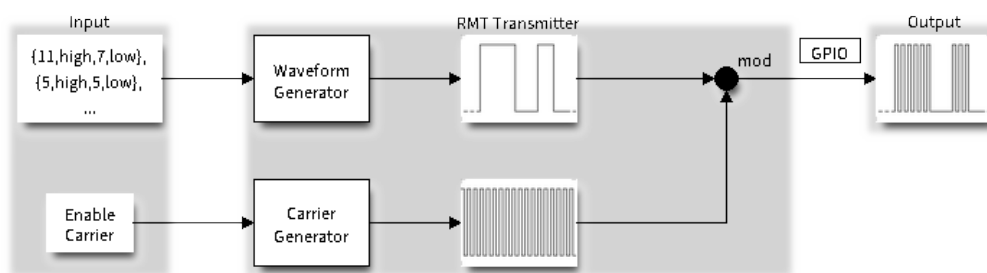 Input
RMT Transmitter
Output
{11,high,7,low},
{5,high,5,low},
...
Waveform
Generator
mod
GPIO
Enable
Carrier
Carrier
Generator